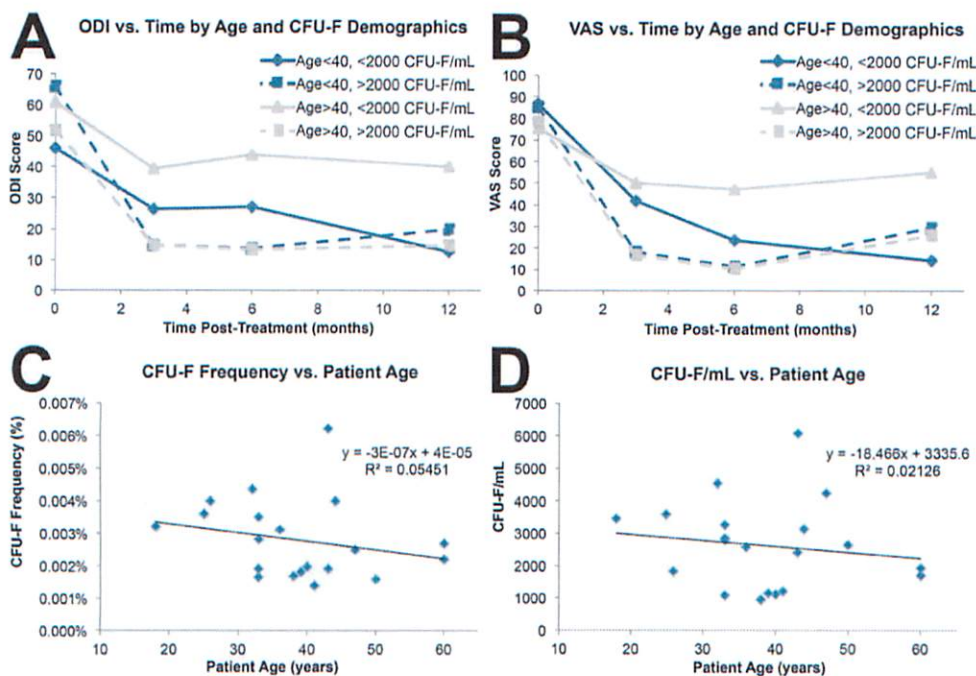 A
ODI vs. Time by Age and CFU-F Demographics
Age<40, <2000 CFU-F/mL
Age<40, >2000 CFU-F/mL
Age>40, <2000 CFU-F/mL
Age>40, >2000 CFU-F/mL
ODI Score
70
60
50
40
30
20
10
0
0 2 4 6 8 10 12
Time Post-Treatment (months)
B
VAS vs. Time by Age and CFU-F Demographics
Age<40, <2000 CFU-F/mL
Age<40, >2000 CFU-F/mL
Age>40, <2000 CFU-F/mL
Age>40, >2000 CFU-F/mL
VAS Score
100
90
80
70
60
50
40
30
20
10
0
0 2 4 6 8 10 12
Time Post-Treatment (months)
C
CFU-F Frequency vs. Patient Age
CFU-F Frequency (%)
0.007%
0.006%
0.005%
0.004%
0.003%
0.002%
0.001%
0.000%
y = -3E-07x + 4E-05
R² = 0.05451
10 20 30 40 50 60
Patient Age (years)
D
CFU-F/mL vs. Patient Age
CFU-F/mL
7000
6000
5000
4000
3000
2000
1000
0
y = -18.466x + 3335.6
R² = 0.02126
10 20 30 40 50 60
Patient Age (years)